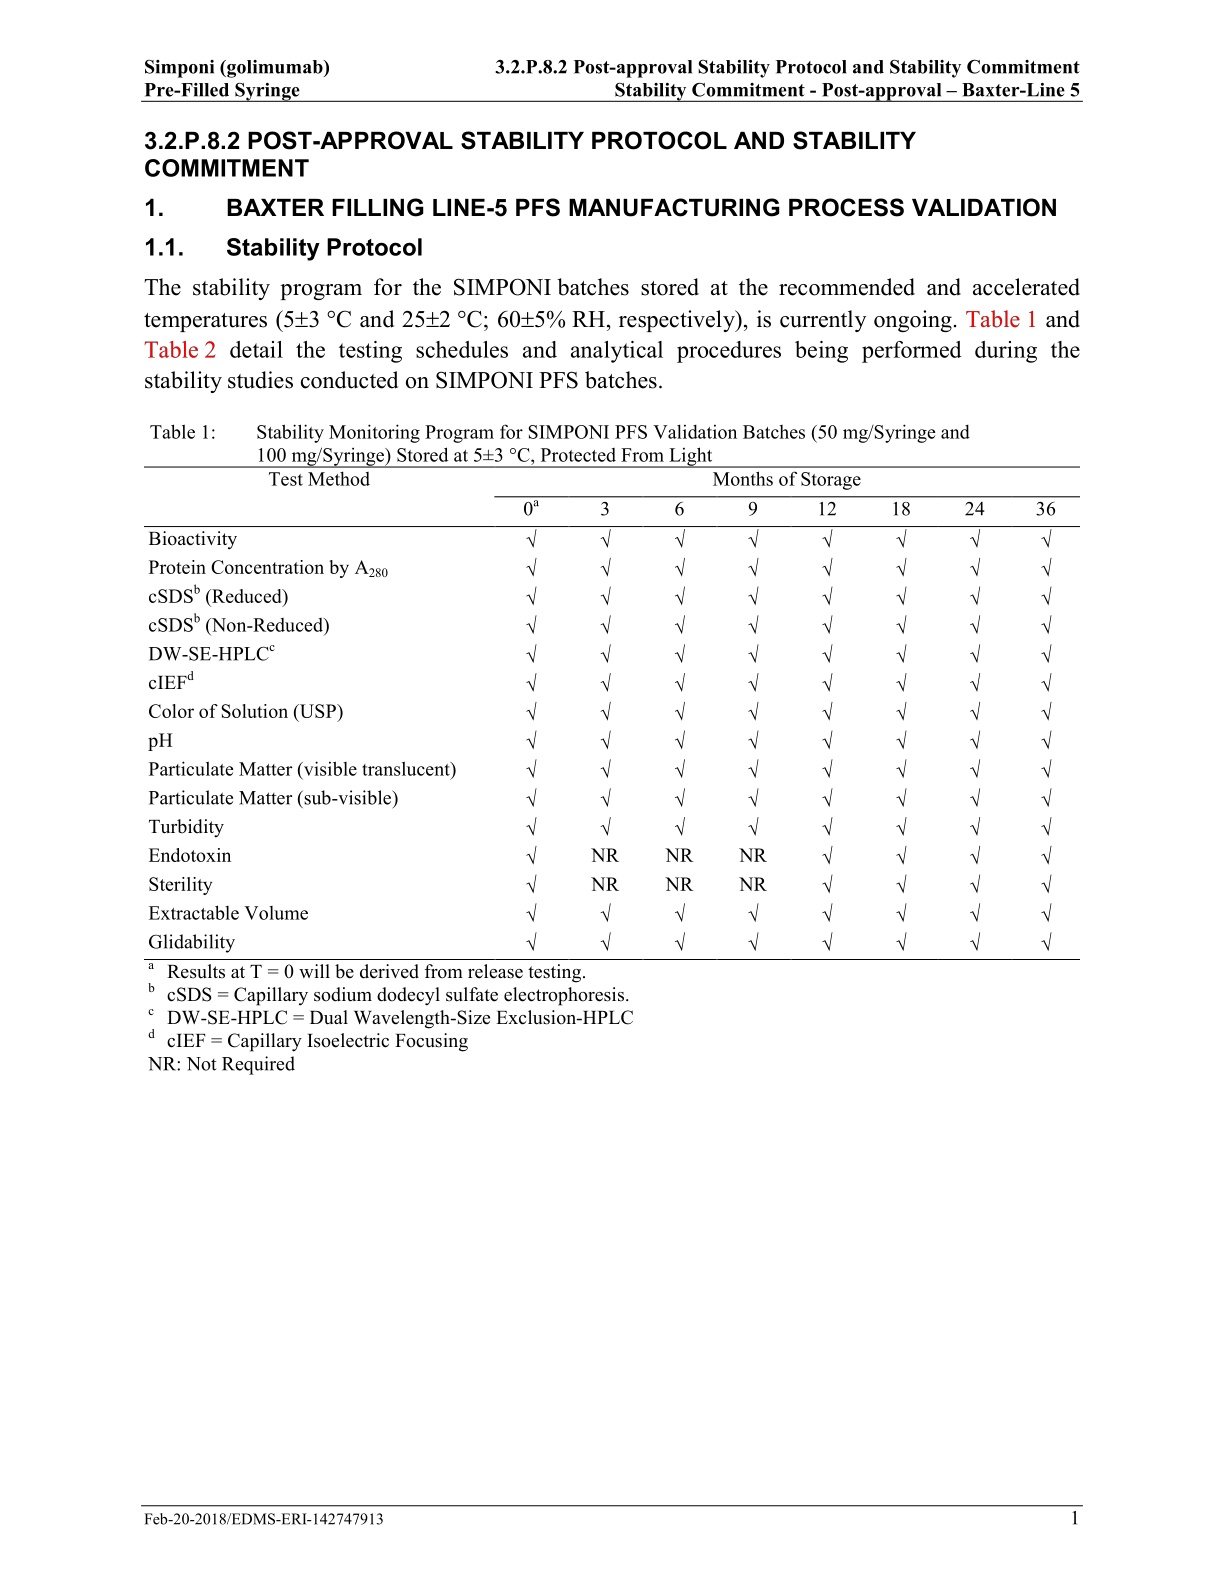 Simponi (golimumab) 3.2.P.8.2 Post-approval Stability Protocol and Stability Commitment
Pre-Filled Syringe Stability Commitment - Post-approval – Baxter-Line 5
3.2.P.8.2 POST-APPROVAL STABILITY PROTOCOL AND STABILITY
COMMITMENT
1. BAXTER FILLING LINE-5 PFS MANUFACTURING PROCESS VALIDATION
1.1. Stability Protocol
The stability program for the SIMPONI batches stored at the recommended and accelerated
temperatures (5±3 °C and 25±2 °C; 60±5% RH, respectively), is currently ongoing. Table 1 and
Table 2 detail the testing schedules and analytical procedures being performed during the
stability studies conducted on SIMPONI PFS batches.
Table 1: Stability Monitoring Program for SIMPONI PFS Validation Batches (50 mg/Syringe and
100 mg/Syringe) Stored at 5±3 °C, Protected From Light
Test Method Months of Storage
0a 3 6 9 12 18 24 36
Bioactivity √ √ √ √ √ √ √ √
Protein Concentration by A280 √ √ √ √ √ √ √ √
cSDSb (Reduced) √ √ √ √ √ √ √ √
cSDSb (Non-Reduced) √ √ √ √ √ √ √ √
DW-SE-HPLCc √ √ √ √ √ √ √ √
cIEFd √ √ √ √ √ √ √ √
Color of Solution (USP) √ √ √ √ √ √ √ √
pH √ √ √ √ √ √ √ √
Particulate Matter (visible translucent) √ √ √ √ √ √ √ √
Particulate Matter (sub-visible) √ √ √ √ √ √ √ √
Turbidity √ √ √ √ √ √ √ √
Endotoxin √ NR NR NR √ √ √ √
Sterility √ NR NR NR √ √ √ √
Extractable Volume √ √ √ √ √ √ √ √
Glidability √ √ √ √ √ √ √ √
a Results at T = 0 will be derived from release testing.
b cSDS = Capillary sodium dodecyl sulfate electrophoresis.
c DW-SE-HPLC = Dual Wavelength-Size Exclusion-HPLC
d cIEF = Capillary Isoelectric Focusing
NR: Not Required
Feb-20-2018/EDMS-ERI-142747913 1